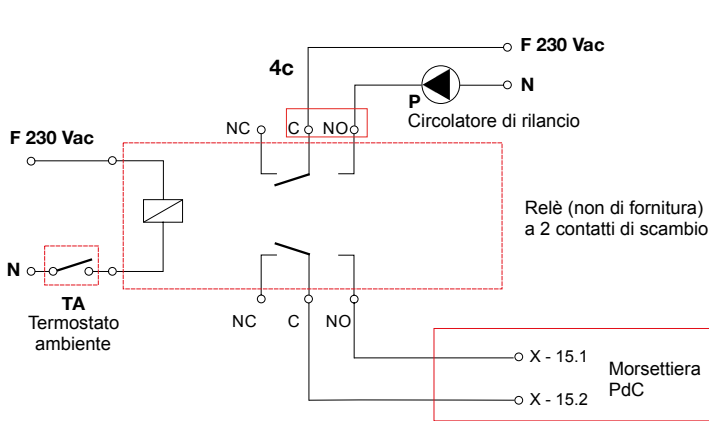 F 230 Vac
4c
N
P
Circolatore di rilancio
NC
C
NO
F 230 Vac
Relè (non di fornitura)
a 2 contatti di scambio
N
TA
Termostato
ambiente
NC
C
NO
X - 15.1
Morsettiera
PdC
X - 15.2